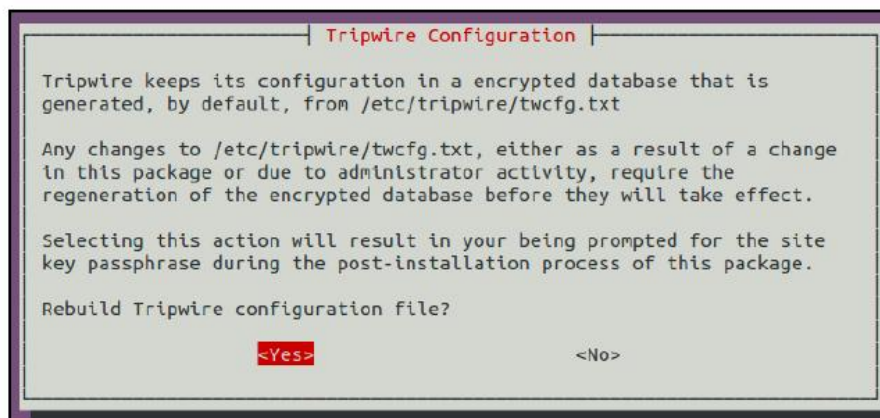 Tripwire Configuration
Tripwire keeps its configuration in a encrypted database that is
generated, by default, from /etc/tripwire/twcfg.txt
Any changes to /etc/tripwire/twcfg.txt, either as a result of a change
in this package or due to administrator activity, require the
regeneration of the encrypted database before they will take effect.
Selecting this action will result in your being prompted for the site
key passphrase during the post-installation process of this package.
Rebuild Tripwire configuration file?
<Yes> <No>